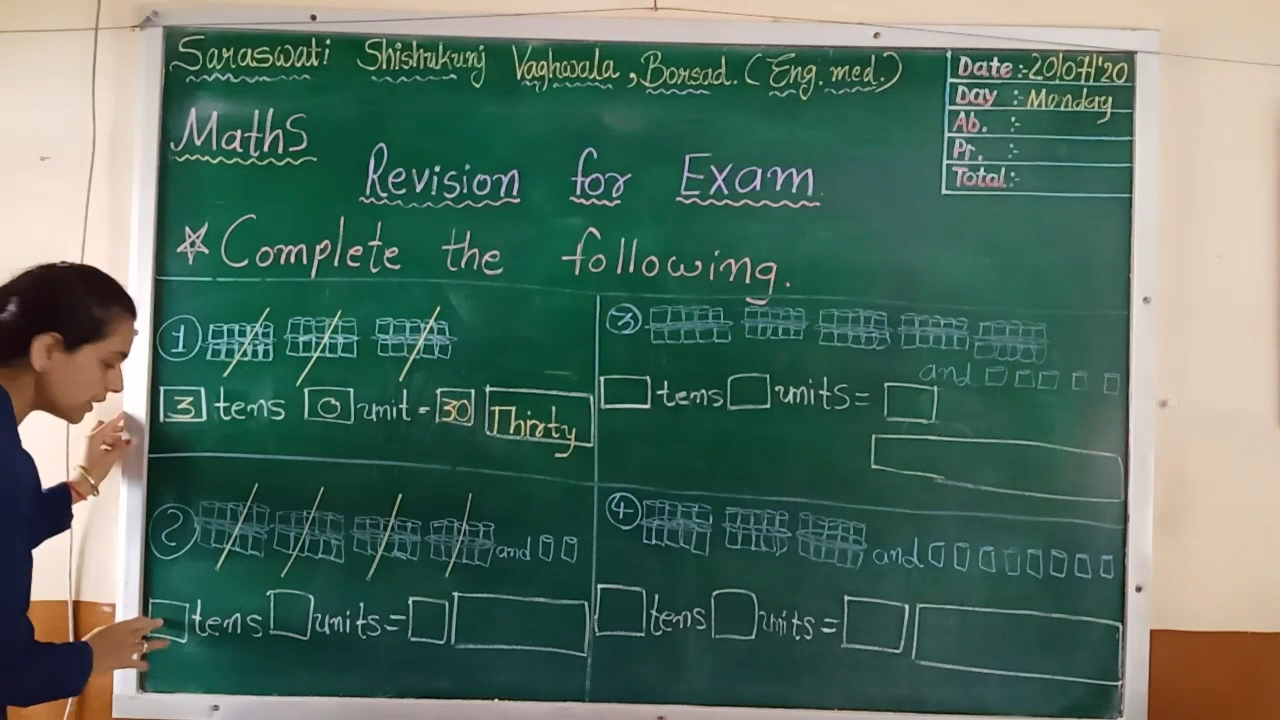 Saraswati Shishukunj Vaghwala, Borsad. (Eng. med.)
Date :- 20/07/'20
Day :- Monday
Ab. :-
Pr. :-
Total:-
Maths
Revision for Exam
* Complete the following.
1
3 tens 0 unit = 30 Thirty
2 and
tens units =
3
and
tens units =
4 and
tens units =